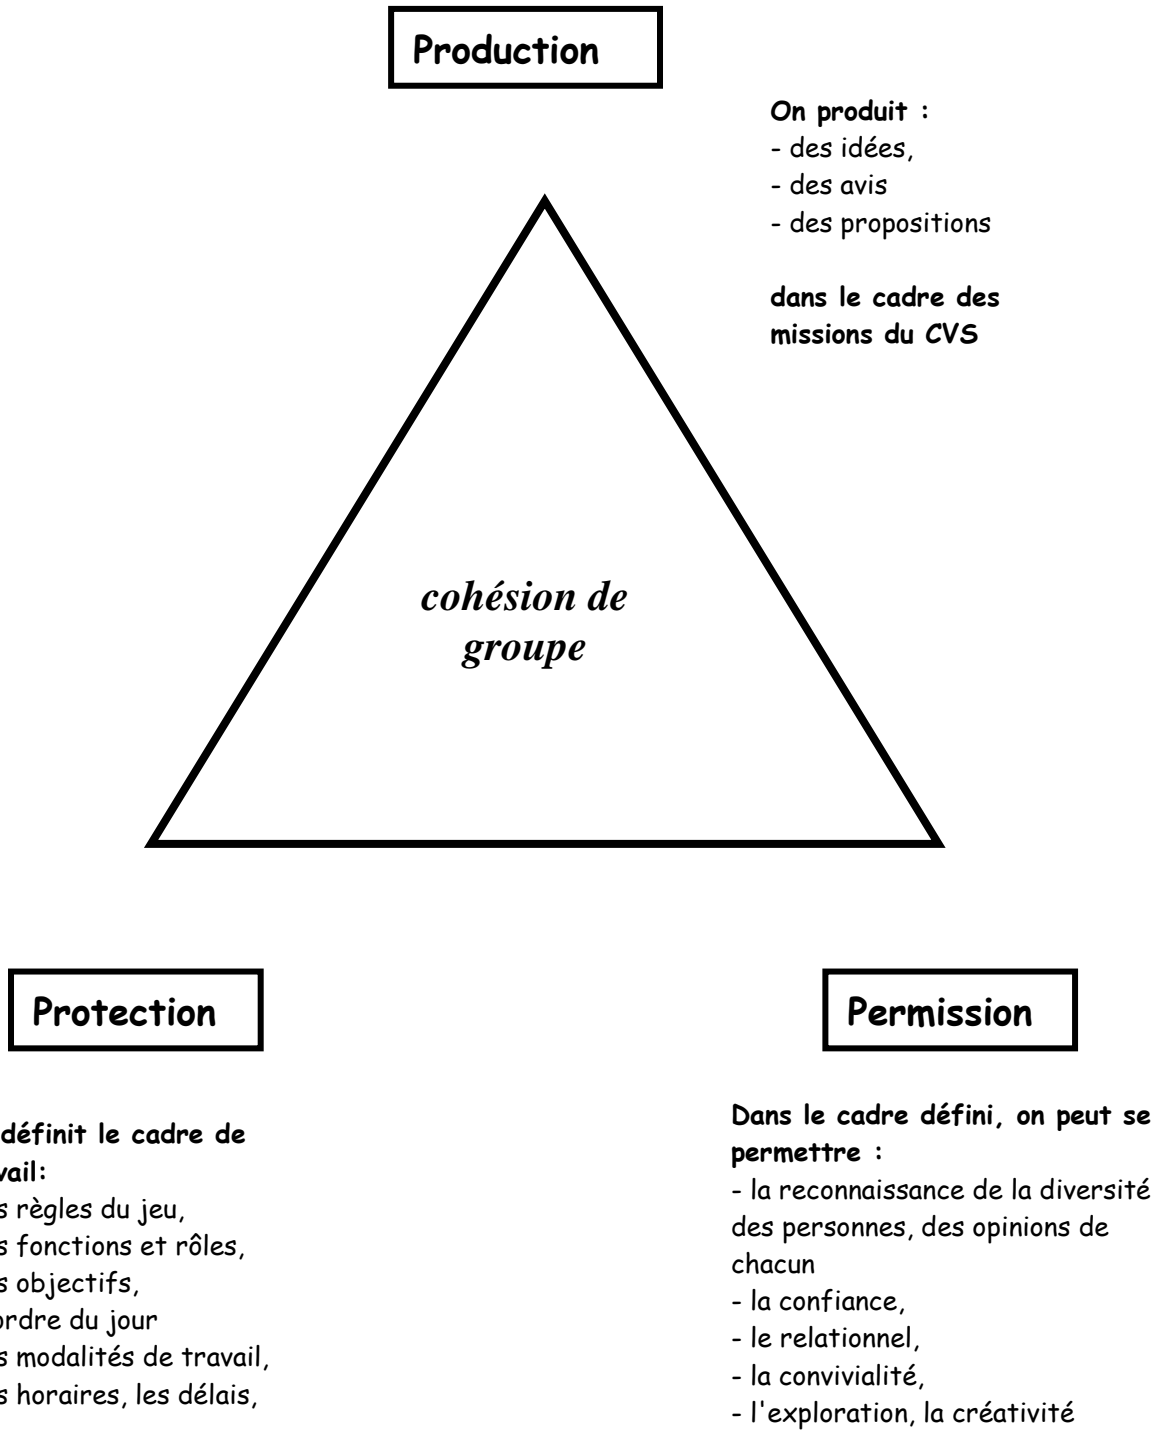 Production
On produit :
- des idées,
- des avis
- des propositions
dans le cadre des
missions du CVS
cohésion de
groupe
Protection
Permission
définit le cadre de
vail:
s règles du jeu,
s fonctions et rôles,
s objectifs,
ordre du jour
s modalités de travail,
s horaires, les délais,
Dans le cadre défini, on peut se
permettre :
- la reconnaissance de la diversité
des personnes, des opinions de
chacun
- la confiance,
- le relationnel,
- la convivialité,
- l'exploration, la créativité